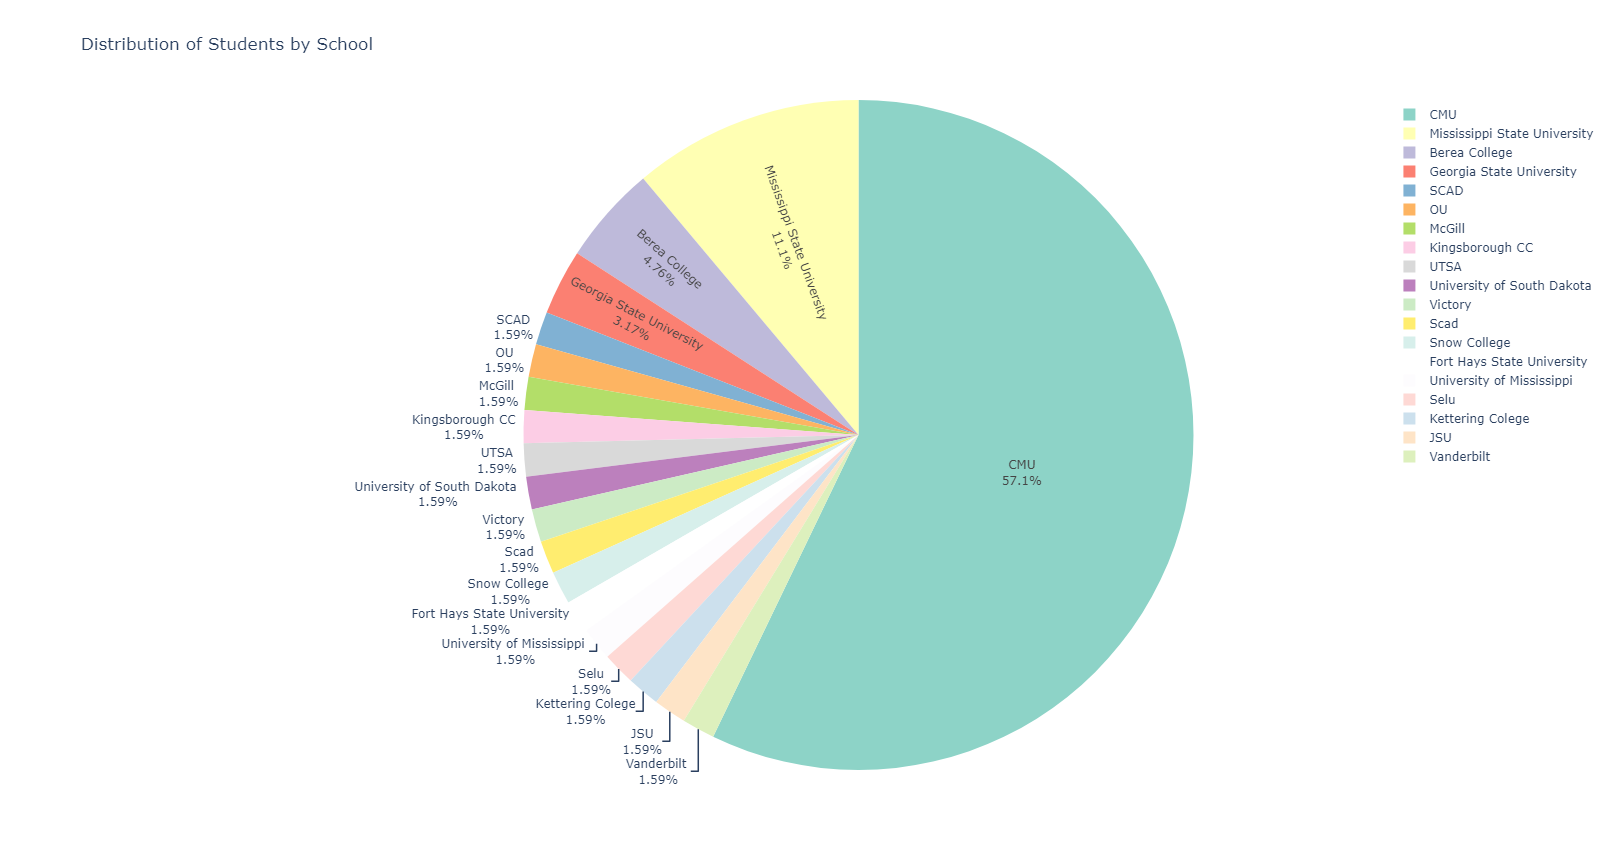 Distribution of Students by School
CMU
57.1%
Mississippi State University
11.1%
Berea College
4.76%
Georgia State University
3.17%
SCAD
1.59%
OU
1.59%
McGill
1.59%
Kingsborough CC
1.59%
UTSA
1.59%
University of South Dakota
1.59%
Victory
1.59%
Scad
1.59%
Snow College
1.59%
Fort Hays State University
1.59%
University of Mississippi
1.59%
Selu
1.59%
Kettering Colege
1.59%
JSU
1.59%
Vanderbilt
1.59%
CMU
Mississippi State University
Berea College
Georgia State University
SCAD
OU
McGill
Kingsborough CC
UTSA
University of South Dakota
Victory
Scad
Snow College
Fort Hays State University
University of Mississippi
Selu
Kettering Colege
JSU
Vanderbilt